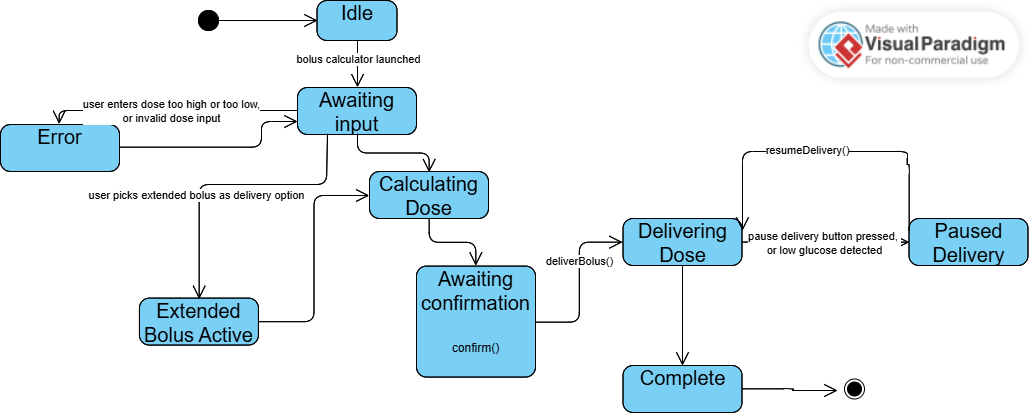 Idle
Made with
Visual Paradigm
For non-commercial use
bolus calculator launched
Awaiting
input
user enters dose too high or too low,
or invalid dose input
Error
Calculating
Dose
user picks extended bolus as delivery option
resumeDelivery()
Delivering
Dose
pause delivery button pressed,
or low glucose detected
Paused
Delivery
deliverBolus()
Awaiting
confirmation
confirm()
Extended
Bolus Active
Complete